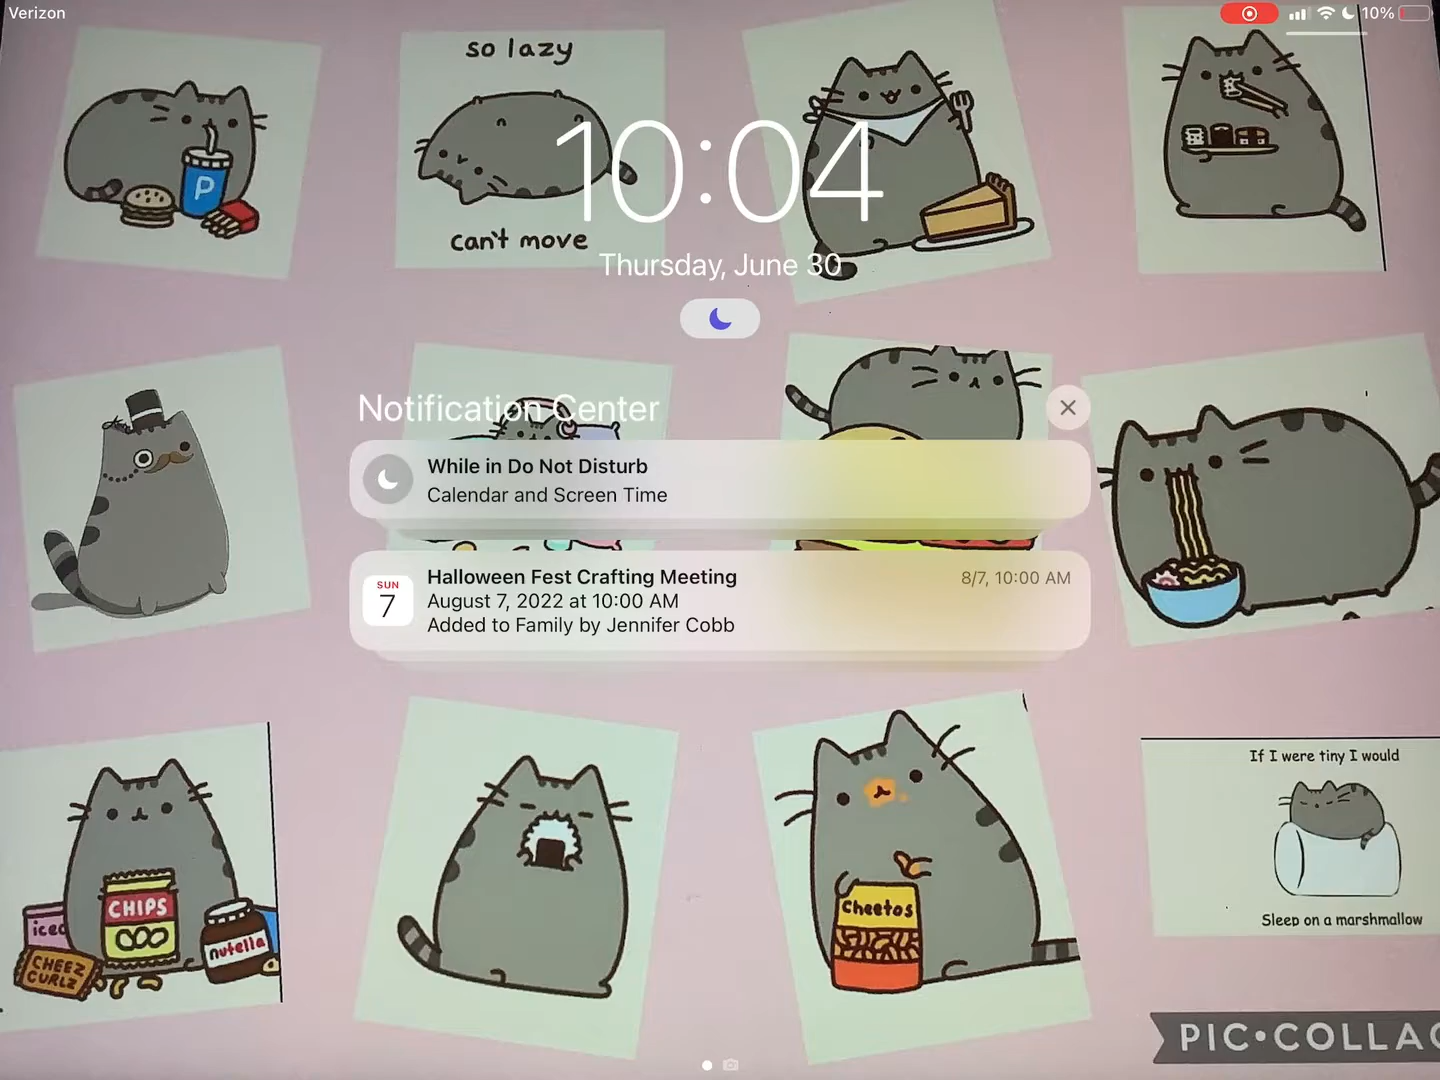 Verizon
10%
so lazy
can't move
P
10:04
Thursday, June 30
Notification Center
While in Do Not Disturb
Calendar and Screen Time
SUN
7
Halloween Fest Crafting Meeting
8/7, 10:00 AM
August 7, 2022 at 10:00 AM
Added to Family by Jennifer Cobb
CHIPS
iced
CHEEZ
CURLZ
nutella
Cheetos
If I were tiny I would
Sleep on a marshmallow
PIC•COLLAG